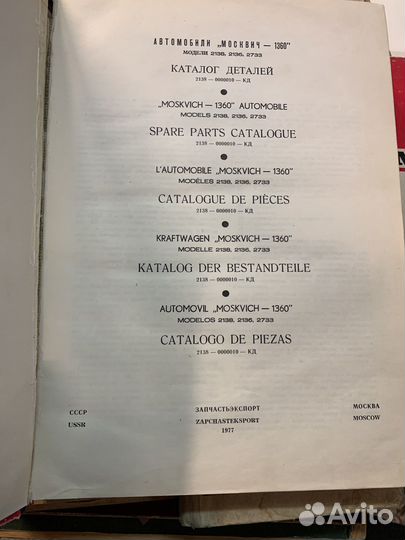 АВТОМОБИЛИ „МОСКВИЧ — 1360"
МОДЕЛИ 2138, 2136, 2733
КАТАЛОГ ДЕТАЛЕЙ
2138 — 0000010 — КД
„MOSKVICH — 1360" AUTOMOBILE
MODELS 2138, 2136, 2733
SPARE PARTS CATALOGUE
2138 — 0000010 — КД
L'AUTOMOBILE „MOSKVICH — 1360"
MODÈLES 2138, 2136, 2733
CATALOGUE DE PIÈCES
2138 — 0000010 — КД
KRAFTWAGEN „MOSKVICH — 1360"
MODELLE 2138, 2136, 2733
KATALOG DER BESTANDTEILE
2138 — 0000010 — КД
AUTOMOVIL „MOSKVICH — 1360"
MODELOS 2138, 2136, 2733
CATALOGO DE PIEZAS
2138 — 0000010 — КД
СССР ЗАПЧАСТЬЭКСПОРТ МОСКВА
USSR ZAPCHASTEKSPORT MOSCOW
1977
Avito